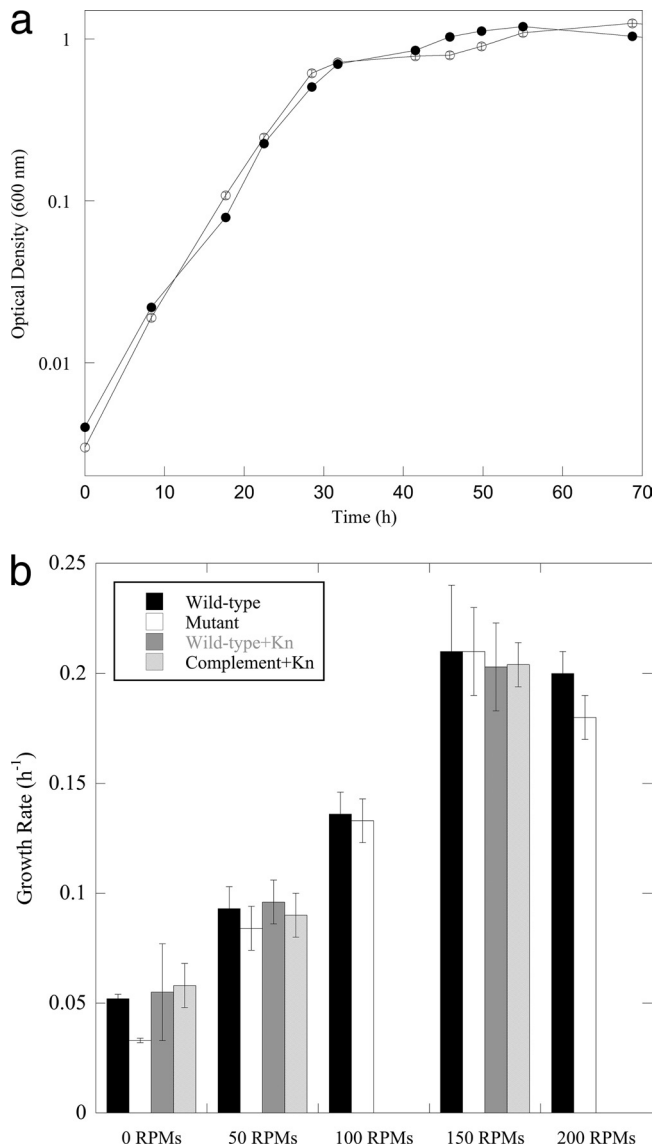 a
1
0.1
0.01
Optical Density (600 nm)
0 10 20 30 40 50 60 70
Time (h)
b
0.25
0.2
0.15
0.1
0.05
0
Growth Rate (h⁻¹)
Wild-type
Mutant
Wild-type+Kn
Complement+Kn
0 RPMs 50 RPMs 100 RPMs 150 RPMs 200 RPMs